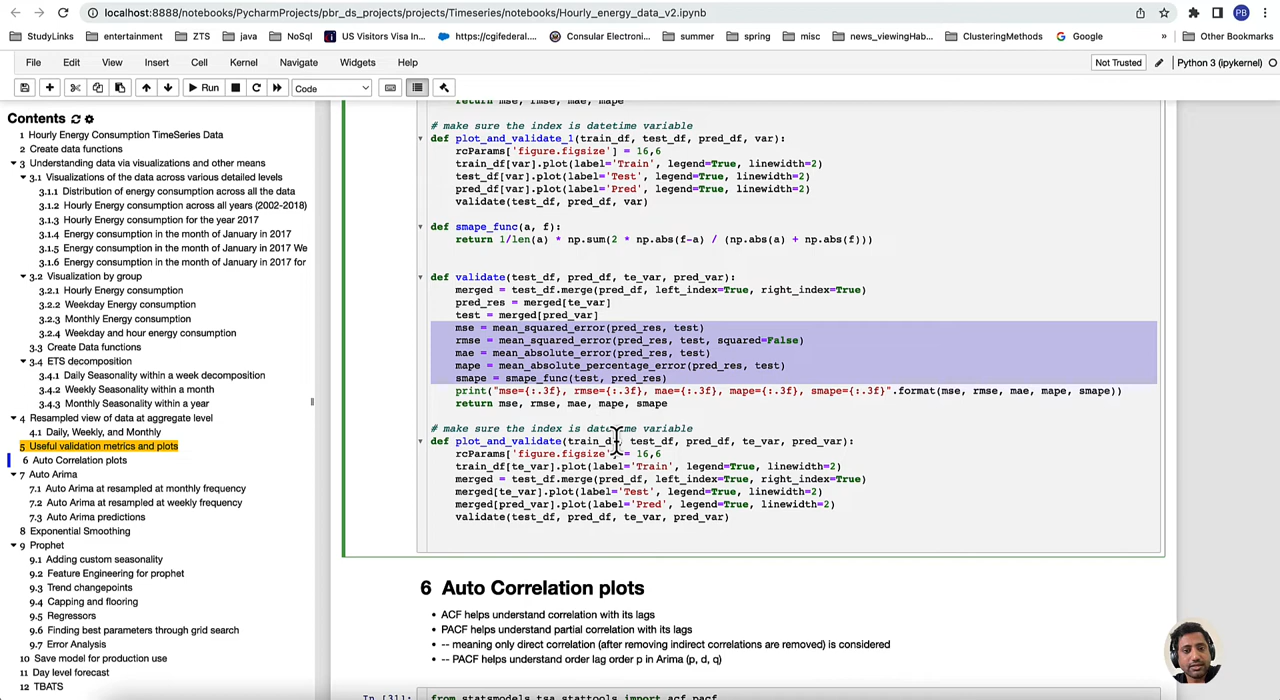 localhost:8888/notebooks/PycharmProjects/pbr_ds_projects/projects/Timeseries/notebooks/Hourly_energy_data_v2.ipynb
PB
StudyLinks entertainment ZTS java NoSql US Visitors Visa In... https://cgifederal.... Consular Electroni... summer spring misc news_viewingHab... ClusteringMethods Google » Other Bookmarks
File Edit View Insert Cell Kernel Navigate Widgets Help Not Trusted Python 3 (ipykernel)
Run Code
Contents
1 Hourly Energy Consumption TimeSeries Data
2 Create data functions
3 Understanding data via visualizations and other means
3.1 Visualizations of the data across various detailed levels
3.1.1 Distribution of energy consumption across all the data
3.1.2 Hourly Energy consumption across all years (2002-2018)
3.1.3 Hourly Energy consumption for the year 2017
3.1.4 Energy consumption in the month of January in 2017
3.1.5 Energy consumption in the month of January in 2017 We
3.1.6 Energy consumption in the month of January in 2017 for
3.2 Visualization by group
3.2.1 Hourly Energy consumption
3.2.2 Weekday Energy consumption
3.2.3 Monthly Energy consumption
3.2.4 Weekday and hour energy consumption
3.3 Create Data functions
3.4 ETS decomposition
3.4.1 Daily Seasonality within a week decomposition
3.4.2 Weekly Seasonality within a month
3.4.3 Monthly Seasonality within a year
4 Resampled view of data at aggregate level
4.1 Daily, Weekly, and Monthly
5 Useful validation metrics and plots
6 Auto Correlation plots
7 Auto Arima
7.1 Auto Arima at resampled at monthly frequency
7.2 Auto Arima at resampled at weekly frequency
7.3 Auto Arima predictions
8 Exponential Smoothing
9 Prophet
9.1 Adding custom seasonality
9.2 Feature Engineering for prophet
9.3 Trend changepoints
9.4 Capping and flooring
9.5 Regressors
9.6 Finding best parameters through grid search
9.7 Error Analysis
10 Save model for production use
11 Day level forecast
12 TBATS
return mse, rmse, mae, mape
# make sure the index is datetime variable
def plot_and_validate_1(train_df, test_df, pred_df, var):
rcParams['figure.figsize'] = 16,6
train_df[var].plot(label='Train', legend=True, linewidth=2)
test_df[var].plot(label='Test', legend=True, linewidth=2)
pred_df[var].plot(label='Pred', legend=True, linewidth=2)
validate(test_df, pred_df, var)
def smape_func(a, f):
return 1/len(a) * np.sum(2 * np.abs(f-a) / (np.abs(a) + np.abs(f)))
def validate(test_df, pred_df, te_var, pred_var):
merged = test_df.merge(pred_df, left_index=True, right_index=True)
pred_res = merged[te_var]
test = merged[pred_var]
mse = mean_squared_error(pred_res, test)
rmse = mean_squared_error(pred_res, test, squared=False)
mae = mean_absolute_error(pred_res, test)
mape = mean_absolute_percentage_error(pred_res, test)
smape = smape_func(test, pred_res)
print("mse={:.3f}, rmse={:.3f}, mae={:.3f}, mape={:.3f}, smape={:.3f}".format(mse, rmse, mae, mape, smape))
return mse, rmse, mae, mape, smape
# make sure the index is datetime variable
def plot_and_validate(train_df, test_df, pred_df, te_var, pred_var):
rcParams['figure.figsize'] = 16,6
train_df[te_var].plot(label='Train', legend=True, linewidth=2)
merged = test_df.merge(pred_df, left_index=True, right_index=True)
merged[te_var].plot(label='Test', legend=True, linewidth=2)
merged[pred_var].plot(label='Pred', legend=True, linewidth=2)
validate(test_df, pred_df, te_var, pred_var)
6 Auto Correlation plots
• ACF helps understand correlation with its lags
• PACF helps understand partial correlation with its lags
• -- meaning only direct correlation (after removing indirect correlations are removed) is considered
• -- PACF helps understand order lag order p in Arima (p, d, q)
In [31]: from statsmodels.tsa.stattools import acf,pacf